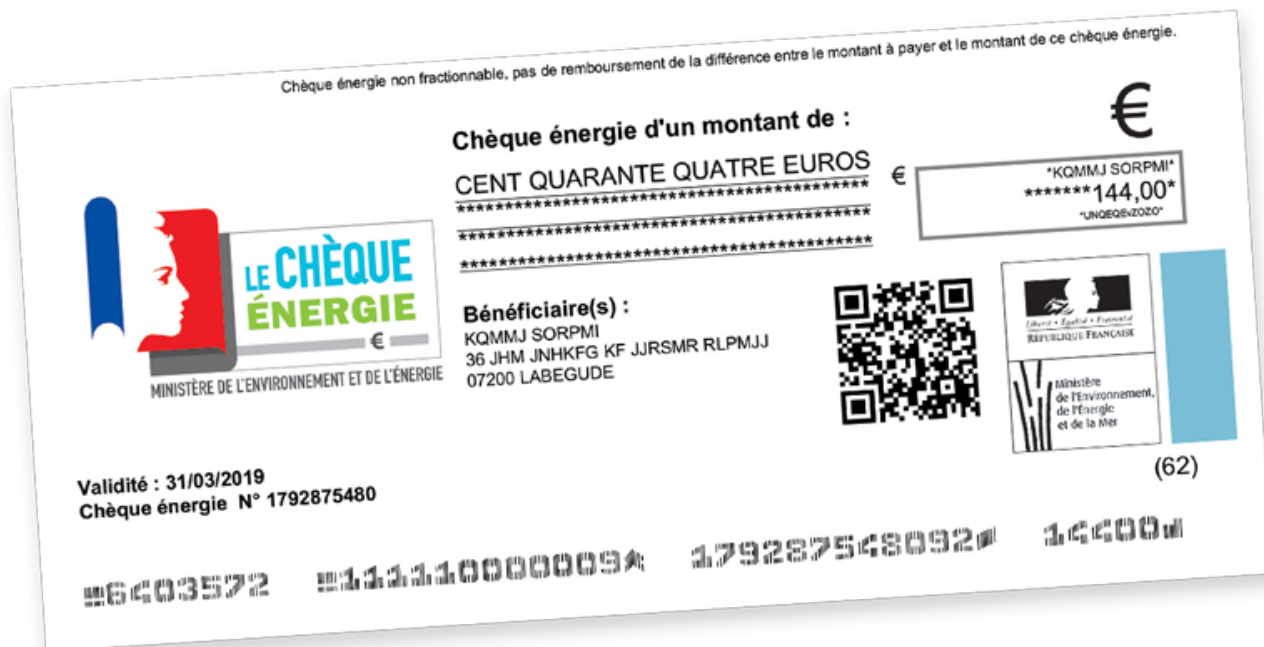 Chèque énergie non fractionnable, pas de remboursement de la différence entre le montant à payer et le montant de ce chèque énergie.
Chèque énergie d'un montant de :
€
CENT QUARANTE QUATRE EUROS
€
*KQMMJ SORPMI*
*******144,00*
******************************************
******************************************
******************************************
LE CHÈQUE
ÉNERGIE
€
MINISTÈRE DE L'ENVIRONNEMENT ET DE L'ÉNERGIE
Bénéficiaire(s) :
KQMMJ SORPMI
36 JHM JNHKFG KF JJRSMR RLPMJJ
07200 LABEGUDE
Liberté • Égalité • Fraternité
RÉPUBLIQUE FRANÇAISE
Ministère
de l'Environnement,
de l'Énergie
et de la Mer
(62)
Validité : 31/03/2019
Chèque énergie N° 1792875480
6403572 111110000009 179287548092 14400